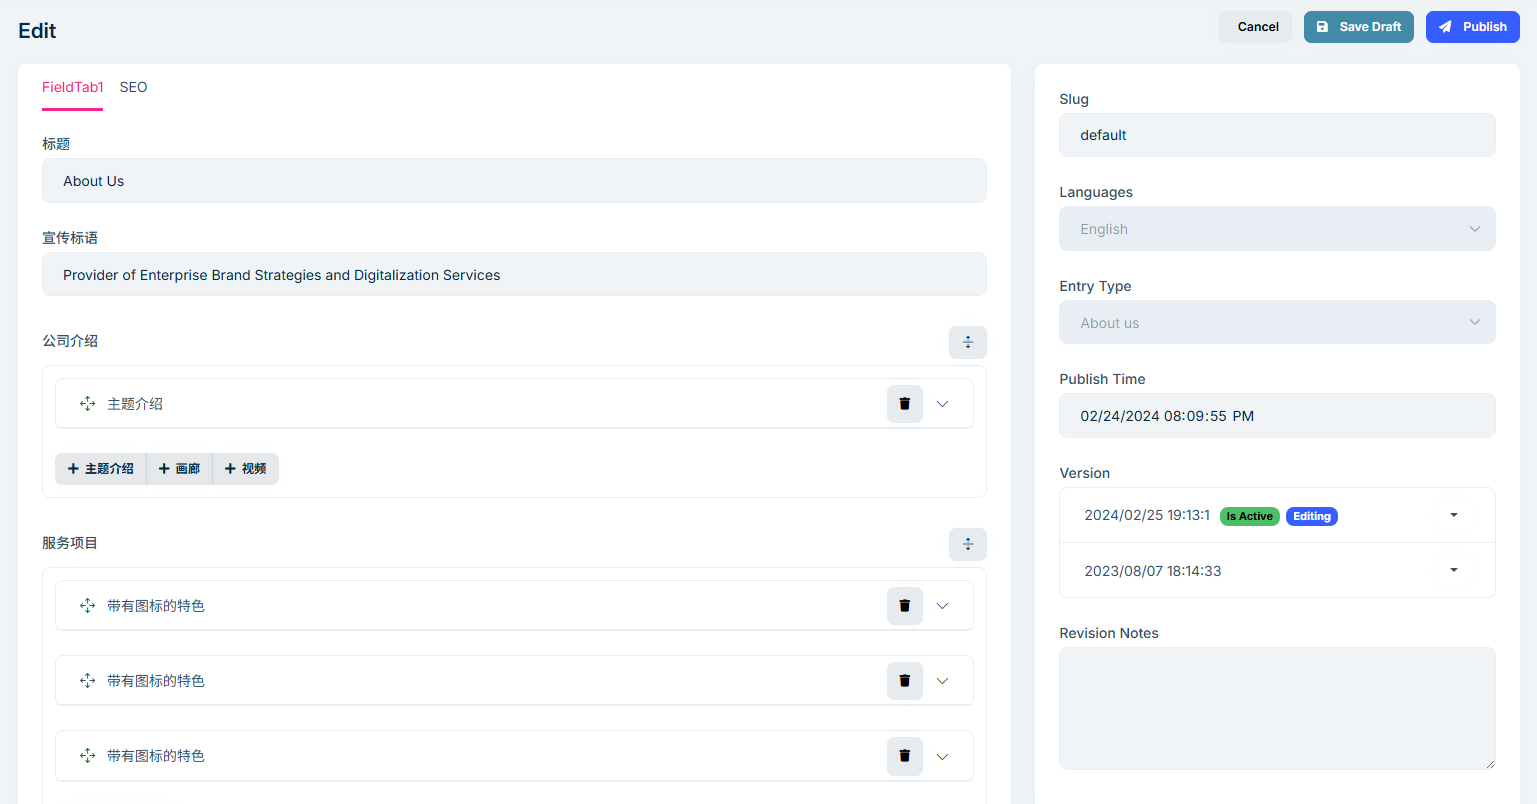 Edit
Cancel
Save Draft
Publish
FieldTab1
SEO
标题
About Us
宣传标语
Provider of Enterprise Brand Strategies and Digitalization Services
公司介绍
主题介绍
主题介绍
画廊
视频
服务项目
带有图标的特色
带有图标的特色
带有图标的特色
Slug
default
Languages
English
Entry Type
About us
Publish Time
02/24/2024 08:09:55 PM
Version
2024/02/25 19:13:1 Is Active Editing
2023/08/07 18:14:33
Revision Notes